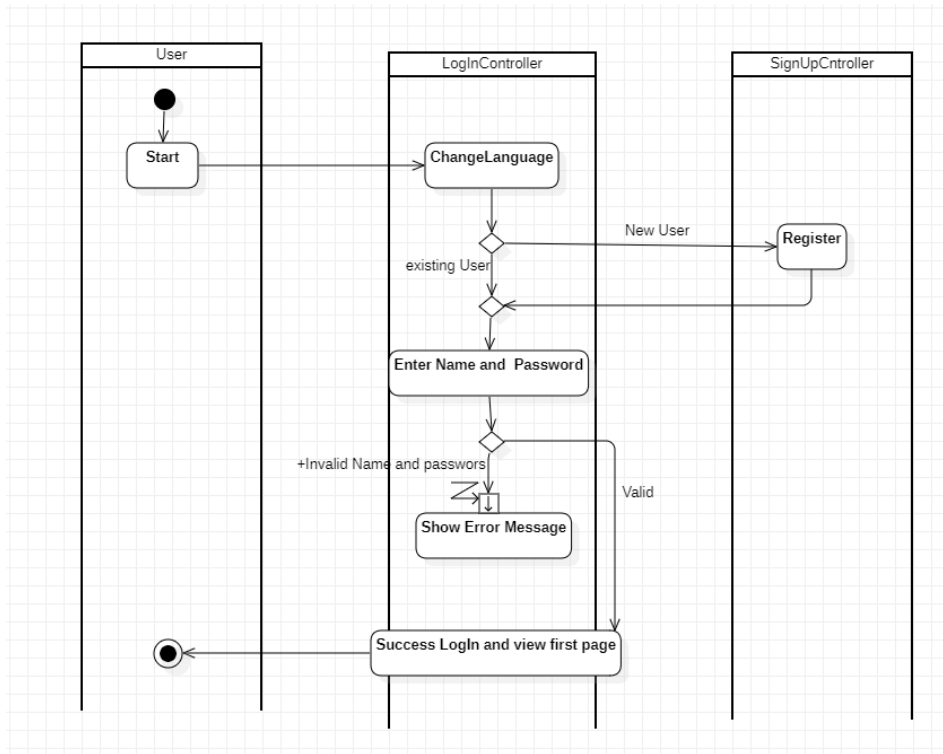 User
LogInController
SignUpCntroller
Start
ChangeLanguage
New User
Register
existing User
Enter Name and  Password
+Invalid Name and passwors
Valid
Show Error Message
Success LogIn and view first page